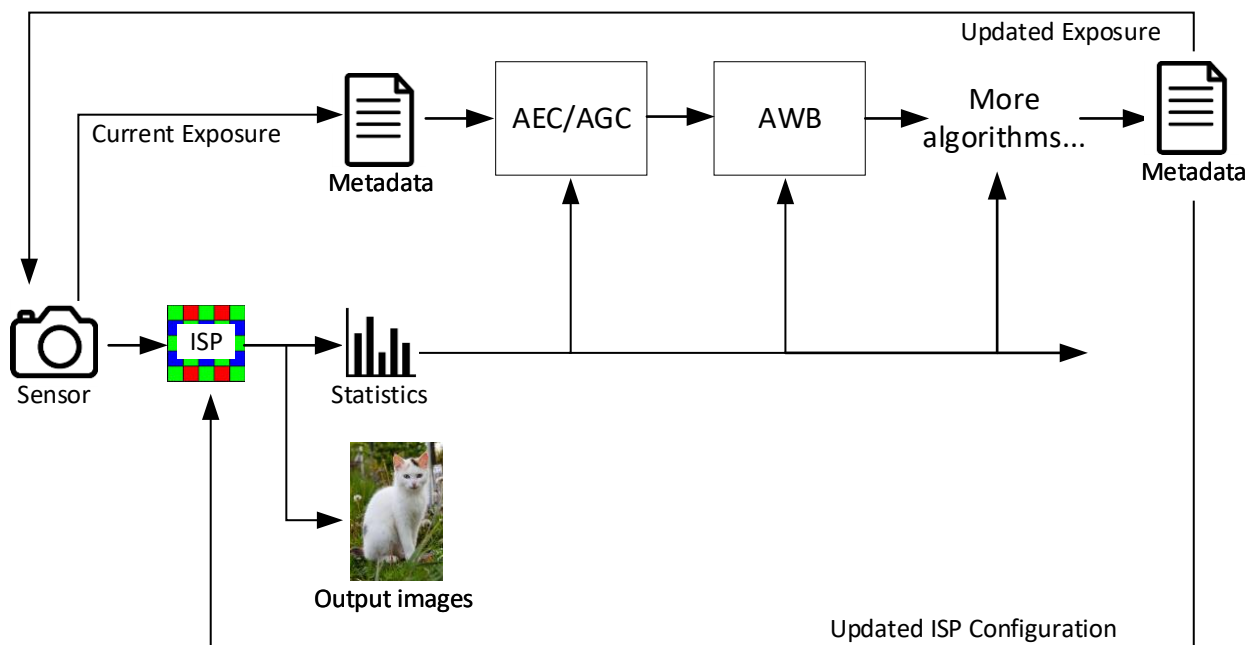 Updated Exposure
Current Exposure
Metadata
AEC/AGC
AWB
More
algorithms...
Metadata
Sensor
ISP
Statistics
Output images
Updated ISP Configuration